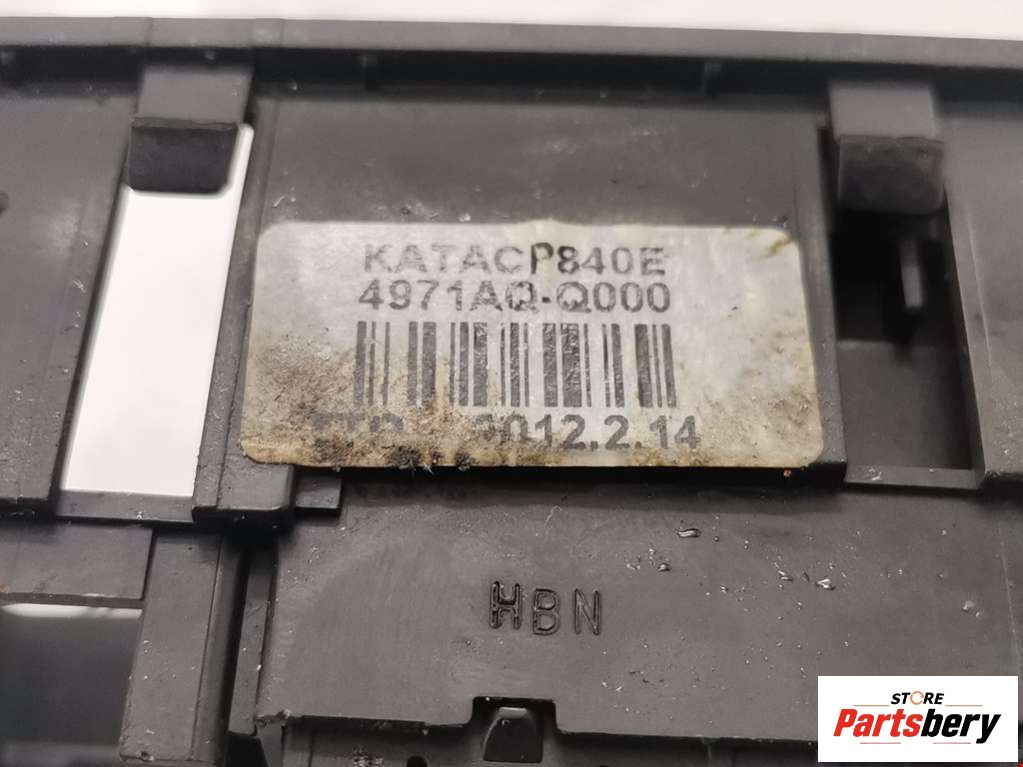 KATACP840E
4971AQ-Q000
2012.2.14
HBN
STORE
Partsbery